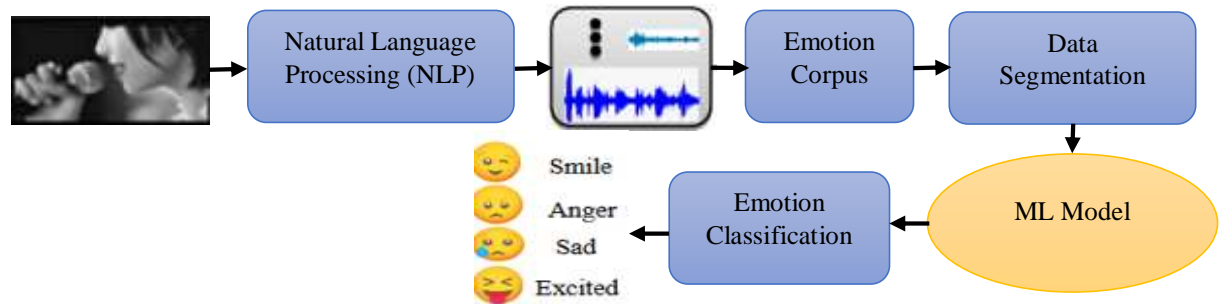 Natural Language
Processing (NLP)
Emotion
Corpus
Data
Segmentation
ML Model
Emotion
Classification
Smile
Anger
Sad
Excited